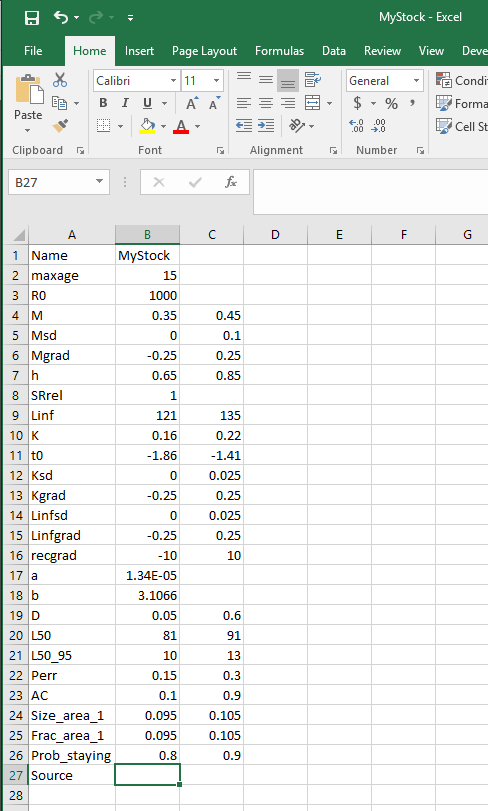 MyStock - Excel
File Home Insert Page Layout Formulas Data Review View Deve
Calibri 11 General Condi
Paste B I U A $ % , Forma
.0 .00 Cell St
Clipboard Font Alignment Number
B27 fx
A B C D E F G
1 Name MyStock
2 maxage 15
3 R0 1000
4 M 0.35 0.45
5 Msd 0 0.1
6 Mgrad -0.25 0.25
7 h 0.65 0.85
8 SRrel 1
9 Linf 121 135
10 K 0.16 0.22
11 t0 -1.86 -1.41
12 Ksd 0 0.025
13 Kgrad -0.25 0.25
14 Linfsd 0 0.025
15 Linfgrad -0.25 0.25
16 recgrad -10 10
17 a 1.34E-05
18 b 3.1066
19 D 0.05 0.6
20 L50 81 91
21 L50_95 10 13
22 Perr 0.15 0.3
23 AC 0.1 0.9
24 Size_area_1 0.095 0.105
25 Frac_area_1 0.095 0.105
26 Prob_staying 0.8 0.9
27 Source
28